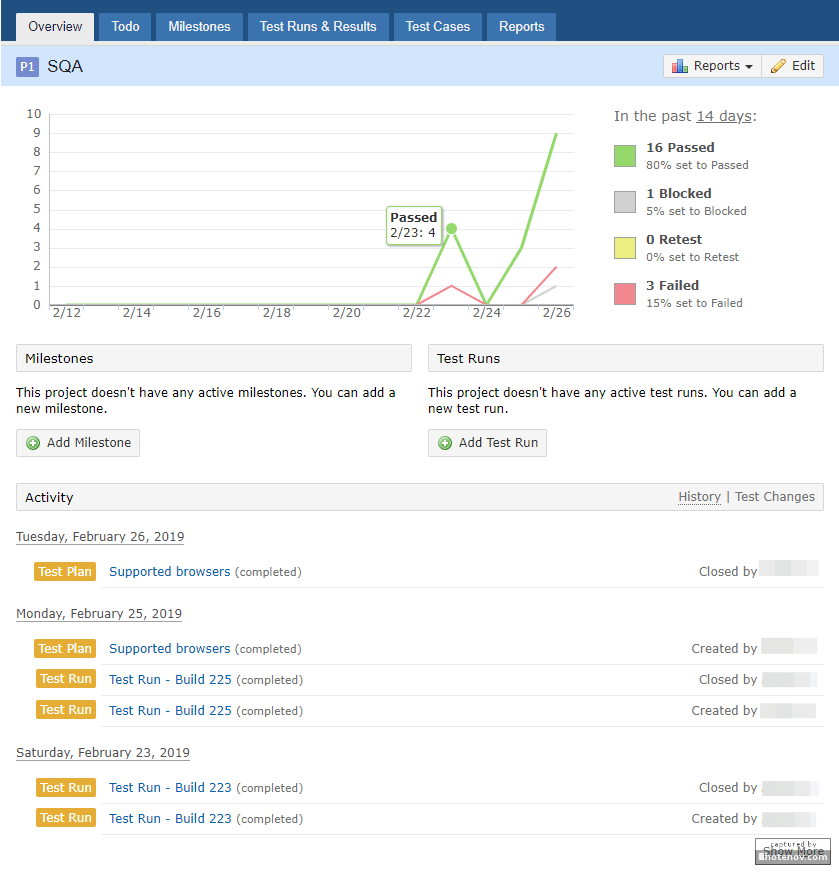 Overview Todo Milestones Test Runs & Results Test Cases Reports
P1 SQA Reports Edit
10
9
8
7
6
5
4
3
2
1
0
Passed
2/23: 4
2/12 2/14 2/16 2/18 2/20 2/22 2/24 2/26
In the past 14 days:
16 Passed
80% set to Passed
1 Blocked
5% set to Blocked
0 Retest
0% set to Retest
3 Failed
15% set to Failed
Milestones
This project doesn't have any active milestones. You can add a
new milestone.
Add Milestone
Test Runs
This project doesn't have any active test runs. You can add a
new test run.
Add Test Run
Activity History | Test Changes
Tuesday, February 26, 2019
Test Plan Supported browsers (completed) Closed by
Monday, February 25, 2019
Test Plan Supported browsers (completed) Created by
Test Run Test Run - Build 225 (completed) Closed by
Test Run Test Run - Build 225 (completed) Created by
Saturday, February 23, 2019
Test Run Test Run - Build 223 (completed) Closed by
Test Run Test Run - Build 223 (completed) Created by
captured by
Show More
hotenov.com